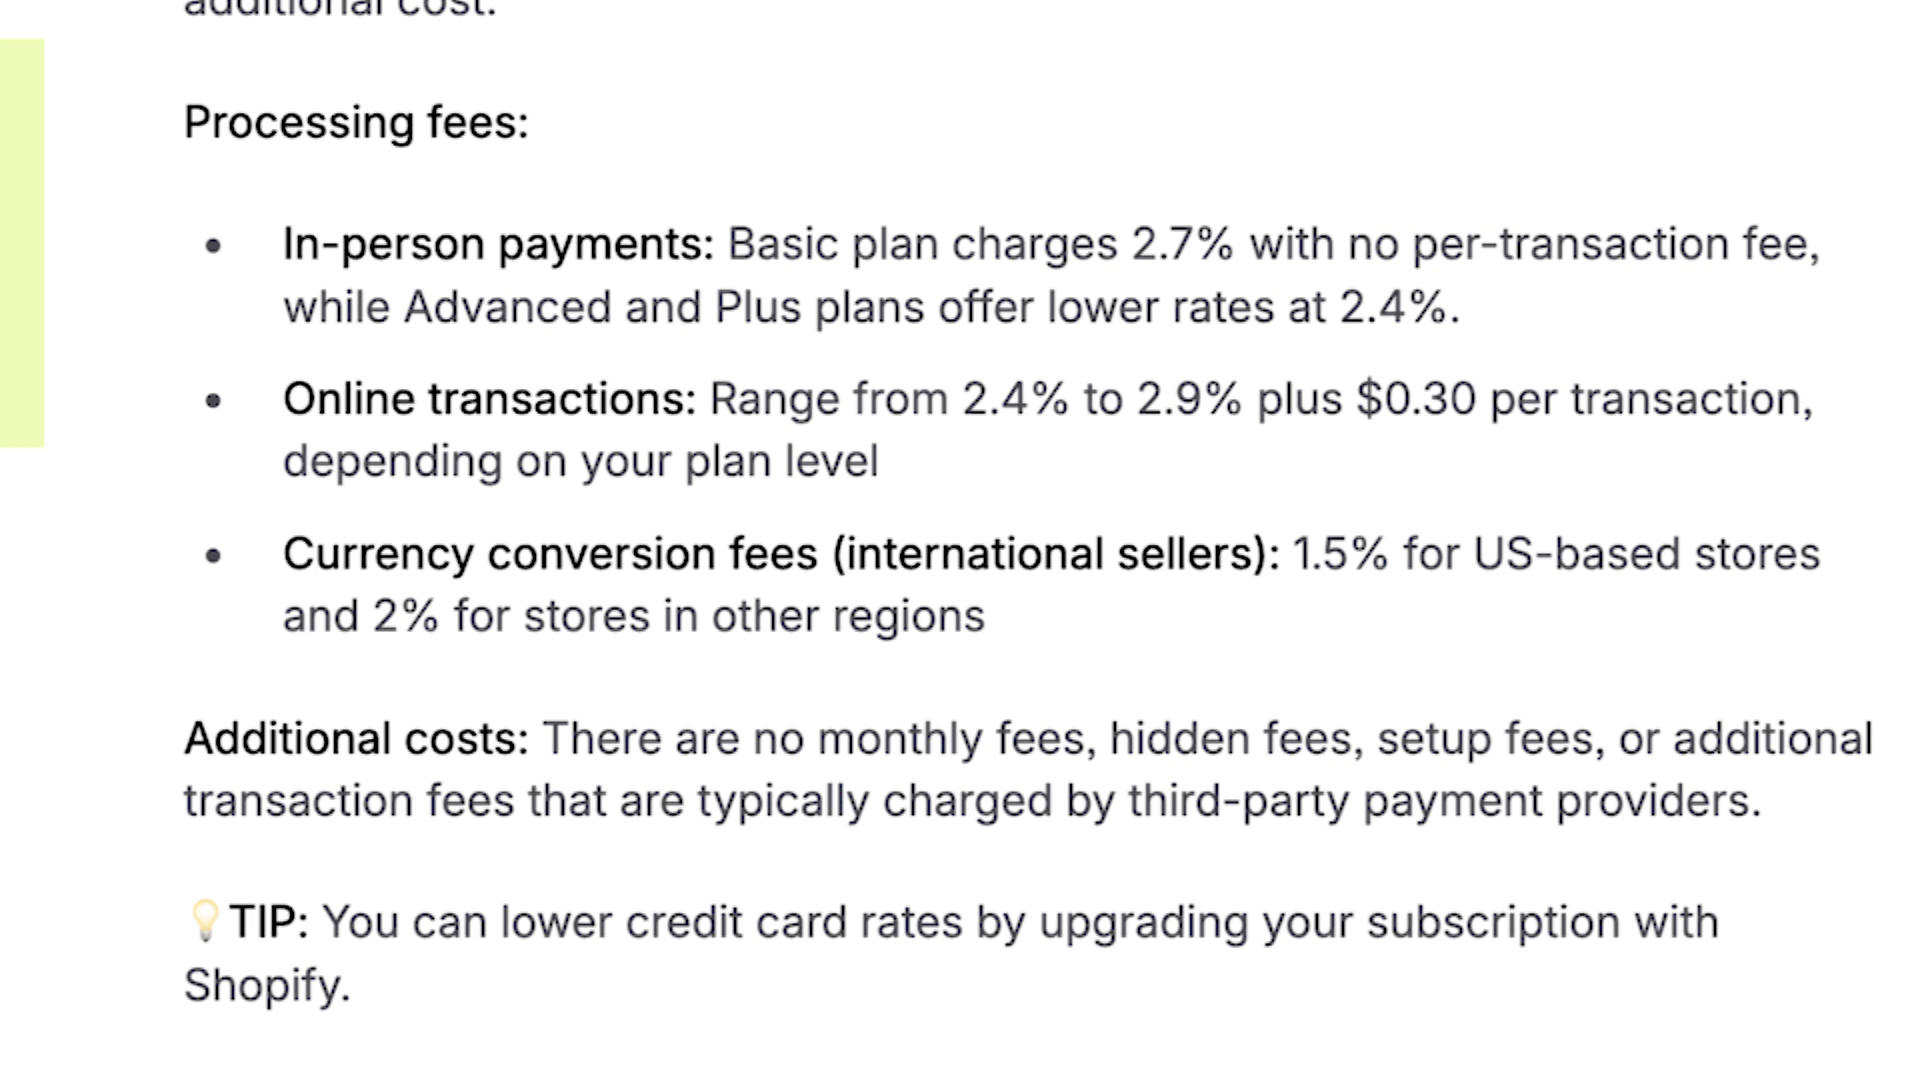 additional cost.
Processing fees:
• In-person payments: Basic plan charges 2.7% with no per-transaction fee,
while Advanced and Plus plans offer lower rates at 2.4%.
• Online transactions: Range from 2.4% to 2.9% plus $0.30 per transaction,
depending on your plan level
• Currency conversion fees (international sellers): 1.5% for US-based stores
and 2% for stores in other regions
Additional costs: There are no monthly fees, hidden fees, setup fees, or additional
transaction fees that are typically charged by third-party payment providers.
💡TIP: You can lower credit card rates by upgrading your subscription with
Shopify.